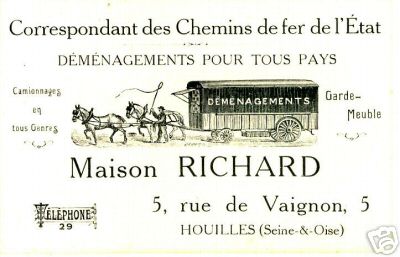 Correspondant des Chemins de fer de l'État
DÉMÉNAGEMENTS POUR TOUS PAYS
Camionnages
en
tous Genres
DÉMÉNAGEMENTS
Garde-
Meuble
Maison RICHARD
TÉLÉPHONE
29
5, rue de Vaignon, 5
HOUILLES (Seine-&-Oise)